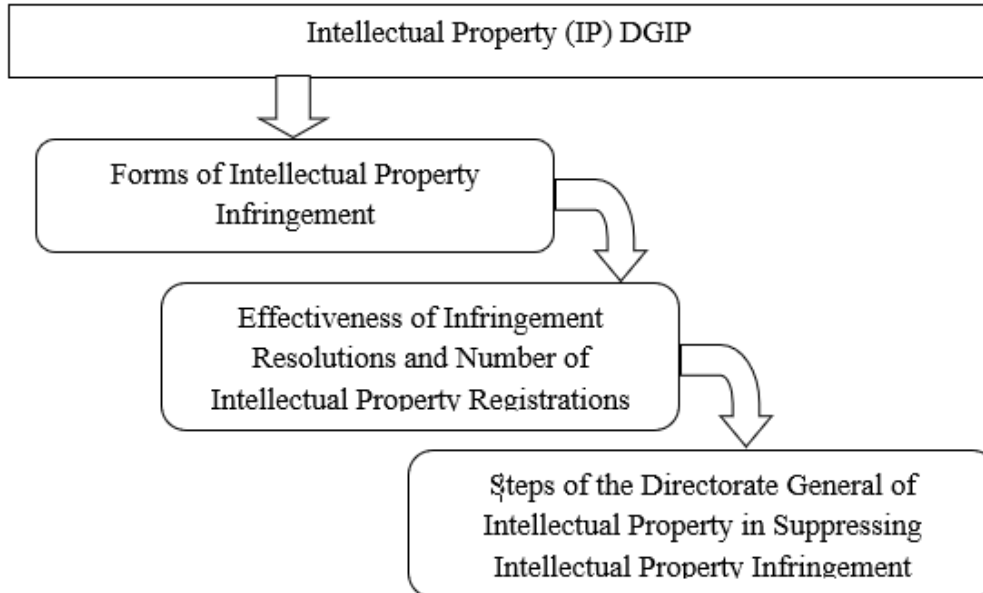 Intellectual Property (IP) DGIP
Forms of Intellectual Property
Infringement
Effectiveness of Infringement
Resolutions and Number of
Intellectual Property Registrations
Steps of the Directorate General of
Intellectual Property in Suppressing
Intellectual Property Infringement